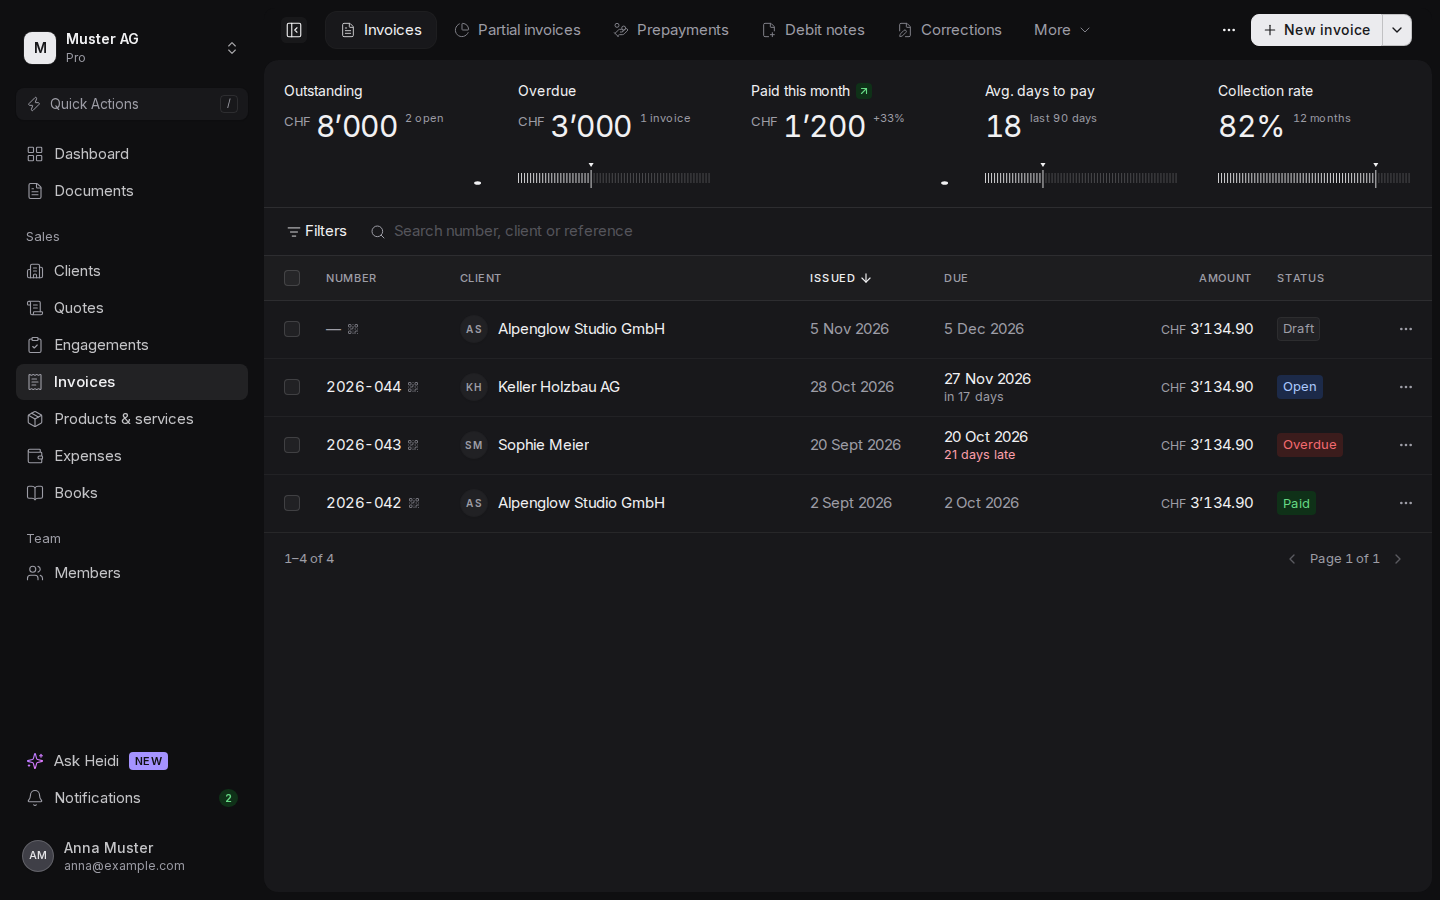 M
Muster AG
Pro
Quick Actions
/
Dashboard
Documents
Sales
Clients
Quotes
Engagements
Invoices
Products & services
Expenses
Books
Team
Members
Ask Heidi NEW
Notifications 2
AM
Anna Muster
anna@example.com
Invoices Partial invoices Prepayments Debit notes Corrections More
New invoice
Outstanding
CHF 8’000 2 open
Overdue
CHF 3’000 1 invoice
Paid this month
CHF 1’200 +33%
Avg. days to pay
18 last 90 days
Collection rate
82% 12 months
Filters
Search number, client or reference
NUMBER CLIENT ISSUED DUE AMOUNT STATUS
— AS Alpenglow Studio GmbH 5 Nov 2026 5 Dec 2026 CHF 3’134.90 Draft
2026-044 KH Keller Holzbau AG 28 Oct 2026 27 Nov 2026 CHF 3’134.90 Open
in 17 days
2026-043 SM Sophie Meier 20 Sept 2026 20 Oct 2026 CHF 3’134.90 Overdue
21 days late
2026-042 AS Alpenglow Studio GmbH 2 Sept 2026 2 Oct 2026 CHF 3’134.90 Paid
1–4 of 4
Page 1 of 1